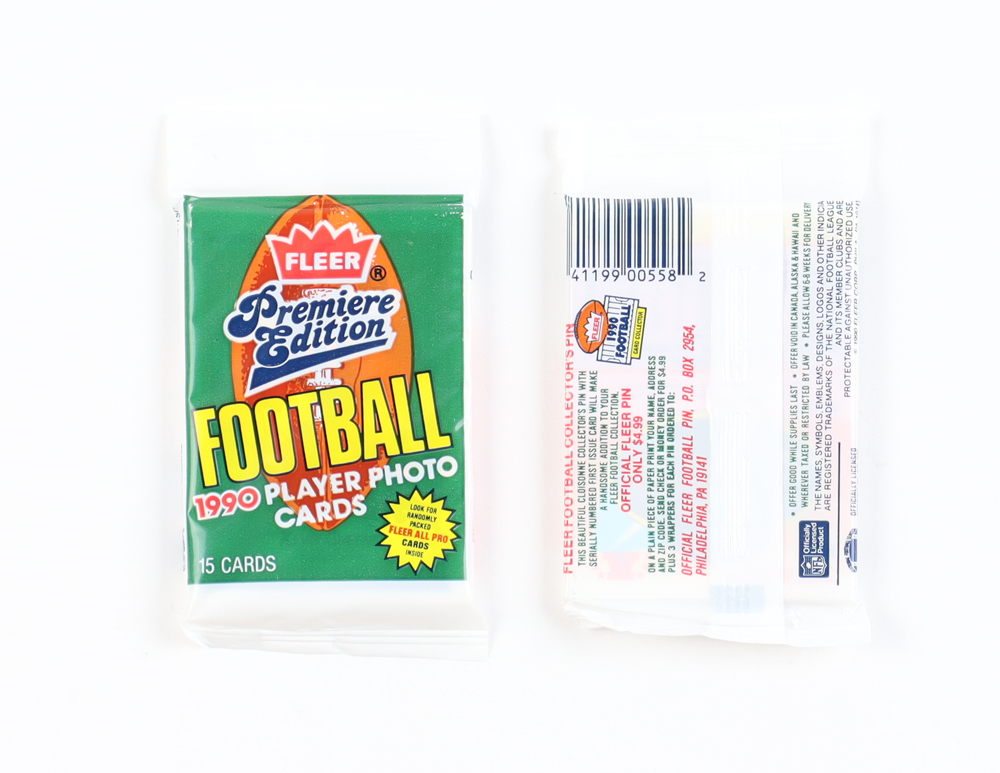 FLEER
®
Premiere
Edition
FOOTBALL
1990 PLAYER PHOTO
CARDS
LOOK FOR
RANDOMLY
PACKED
FLEER ALL PRO
CARDS
INSIDE
15 CARDS
41199 00558 2
FLEER
1990
FOOTBALL
CARD COLLECTOR
FLEER FOOTBALL COLLECTOR'S PIN
THIS BEAUTIFUL CLOISONNE COLLECTOR'S PIN WITH
SERIALLY NUMBERED FIRST ISSUE CARD WILL MAKE
A HANDSOME ADDITION TO YOUR
FLEER FOOTBALL COLLECTION.
OFFICIAL FLEER PIN
ONLY $4.99
ON A PLAIN PIECE OF PAPER PRINT YOUR NAME, ADDRESS
AND ZIP CODE. SEND CHECK OR MONEY ORDER FOR $4.99
PLUS 3 WRAPPERS FOR EACH PIN ORDERED TO:
OFFICIAL FLEER FOOTBALL PIN, P.O. BOX 2954,
PHILADELPHIA, PA 19141
* OFFER GOOD WHILE SUPPLIES LAST * OFFER VOID IN CANADA, ALASKA & HAWAII AND
WHEREVER TAXED OR RESTRICTED BY LAW * PLEASE ALLOW 6-8 WEEKS FOR DELIVERY
THE NAMES, SYMBOLS, EMBLEMS, DESIGNS, LOGOS AND OTHER INDICIA
ARE REGISTERED TRADEMARKS OF THE NATIONAL FOOTBALL LEAGUE
AND ITS MEMBER CLUBS AND ARE
PROTECTABLE AGAINST UNAUTHORIZED USE.
NFL
Officially
Licensed
Product
OFFICIALLY LICENSED